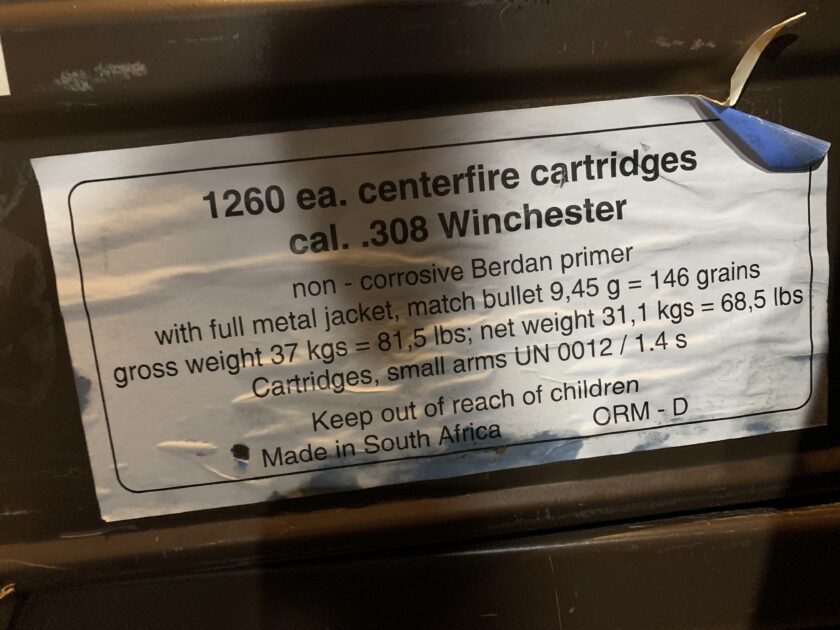 1260 ea. centerfire cartridges
cal. .308 Winchester
non - corrosive Berdan primer
with full metal jacket, match bullet 9,45 g = 146 grains
gross weight 37 kgs = 81,5 lbs; net weight 31,1 kgs = 68,5 lbs
Cartridges, small arms UN 0012 / 1.4 s
Keep out of reach of children
Made in South Africa ORM - D